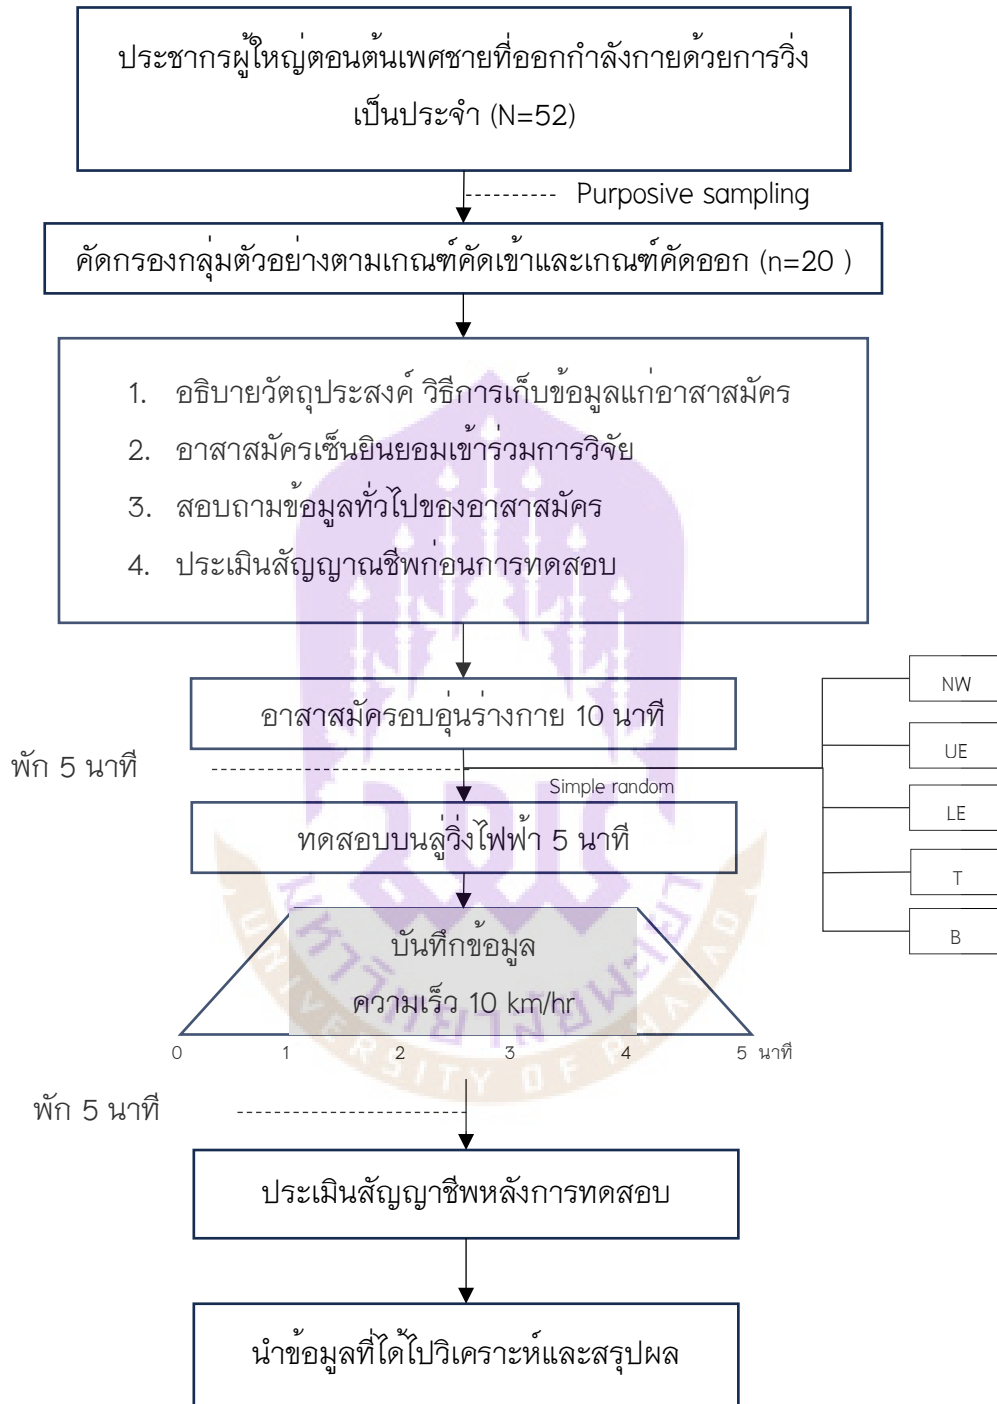 ประชากรผู้ใหญ่ตอนต้นเพศชายที่ออกกำลังกายด้วยการวิ่ง
เป็นประจำ (N=52)
Purposive sampling
คัดกรองกลุ่มตัวอย่างตามเกณฑ์คัดเข้าและเกณฑ์คัดออก (n=20 )
1. อธิบายวัตถุประสงค์ วิธีการเก็บข้อมูลแก่อาสาสมัคร
2. อาสาสมัครเซ็นยินยอมเข้าร่วมการวิจัย
3. สอบถามข้อมูลทั่วไปของอาสาสมัคร
4. ประเมินสัญญาณชีพก่อนการทดสอบ
อาสาสมัครอบอุ่นร่างกาย 10 นาที
พัก 5 นาที
Simple random
NW
UE
LE
T
B
ทดสอบบนลู่วิ่งไฟฟ้า 5 นาที
บันทึกข้อมูล
ความเร็ว 10 km/hr
0 1 2 3 4 5 นาที
มหาวิทยาลัยพะเยา
UNIVERSITY OF PHAYAO
พัก 5 นาที
ประเมินสัญญาชีพหลังการทดสอบ
นำข้อมูลที่ได้ไปวิเคราะห์และสรุปผล